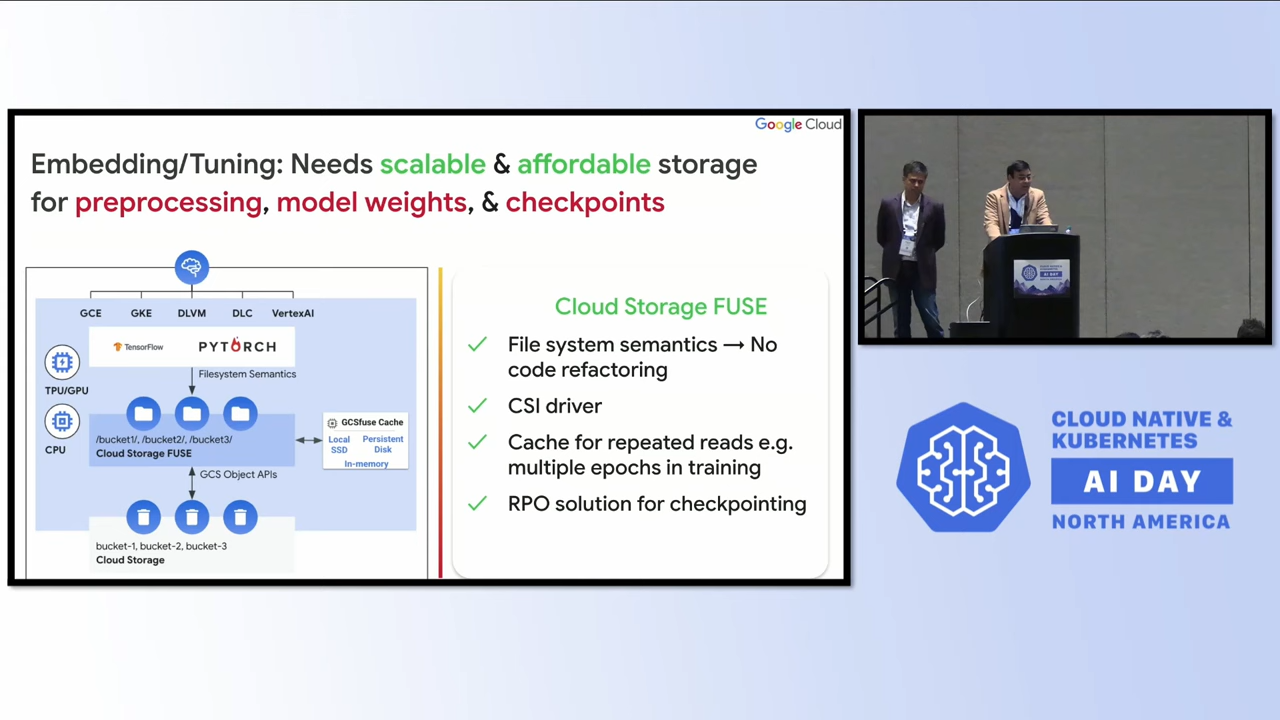 Google Cloud
Embedding/Tuning: Needs scalable & affordable storage
for preprocessing, model weights, & checkpoints
GCE
GKE
DLVM
DLC
VertexAI
TensorFlow
PYTORCH
TPU/GPU
Filesystem Semantics
CPU
/bucket1/, /bucket2/, /bucket3/
Cloud Storage FUSE
GCSfuse Cache
Local
SSD
Persistent
Disk
In-memory
GCS Object APIs
bucket-1, bucket-2, bucket-3
Cloud Storage
Cloud Storage FUSE
File system semantics → No
code refactoring
CSI driver
Cache for repeated reads e.g.
multiple epochs in training
RPO solution for checkpointing
AI DAY
CLOUD NATIVE &
KUBERNETES
AI DAY
NORTH AMERICA